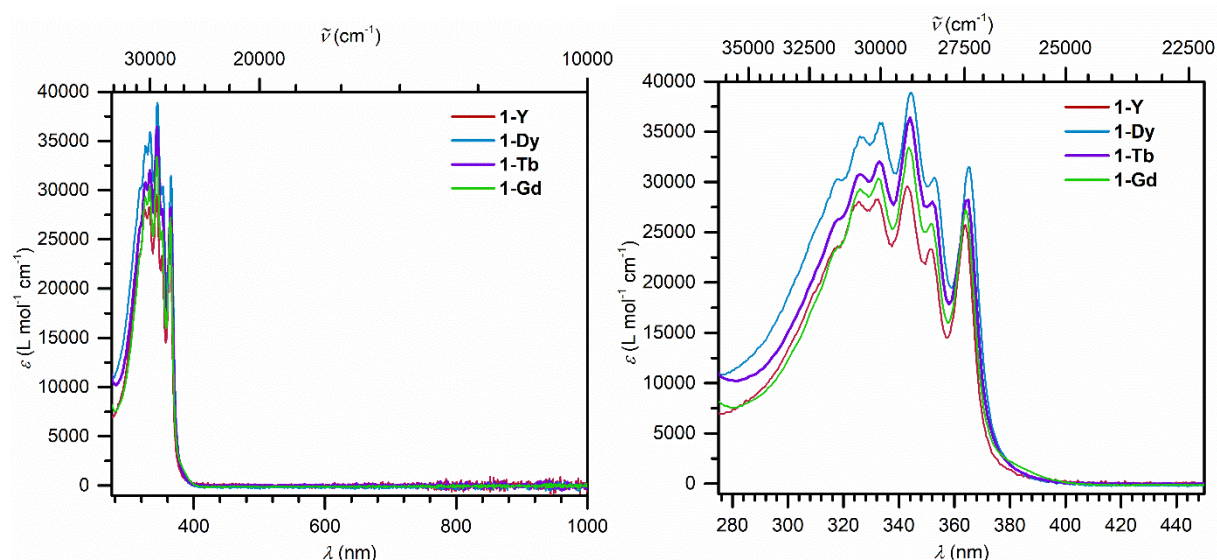 ṽ (cm⁻¹)
30000 20000 10000
40000
35000
30000
25000
20000
15000
10000
5000
0
ε (L mol⁻¹ cm⁻¹)
1-Y
1-Dy
1-Tb
1-Gd
400 600 800 1000
λ (nm)
ṽ (cm⁻¹)
35000 32500 30000 27500 25000 22500
40000
35000
30000
25000
20000
15000
10000
5000
0
ε (L mol⁻¹ cm⁻¹)
1-Y
1-Dy
1-Tb
1-Gd
280 300 320 340 360 380 400 420 440
λ (nm)